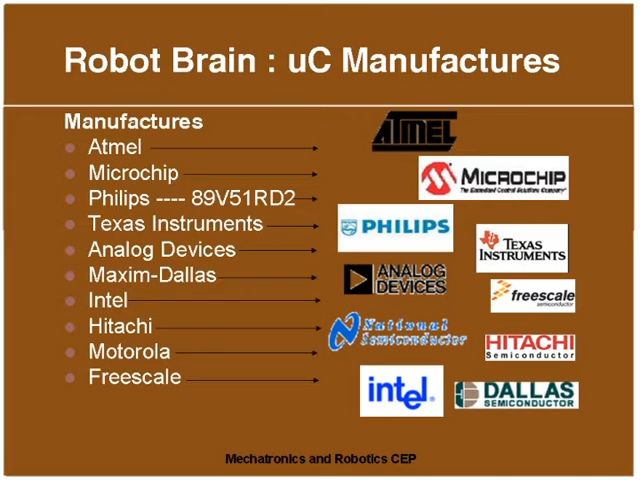 Robot Brain : uC Manufactures
Manufactures
Atmel
Microchip
Philips ---- 89V51RD2
Texas Instruments
Analog Devices
Maxim-Dallas
Intel
Hitachi
Motorola
Freescale
ATMEL
MICROCHIP
The Embedded Control Solutions Company
PHILIPS
TEXAS
INSTRUMENTS
ANALOG
DEVICES
freescale
semiconductor
National
Semiconductor
HITACHI
Semiconductor
intel
DALLAS
SEMICONDUCTOR
Mechatronics and Robotics CEP